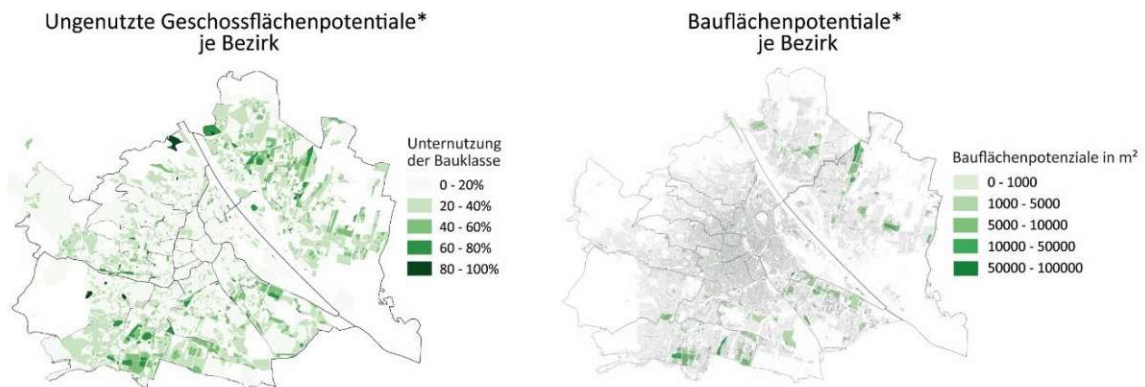 Ungenutzte Geschossflächenpotentiale*
je Bezirk
Unternutzung
der Bauklasse
0 - 20%
20 - 40%
40 - 60%
60 - 80%
80 - 100%
Bauflächenpotentiale*
je Bezirk
Bauflächenpotenziale in m²
0 - 1000
1000 - 5000
5000 - 10000
10000 - 50000
50000 - 100000